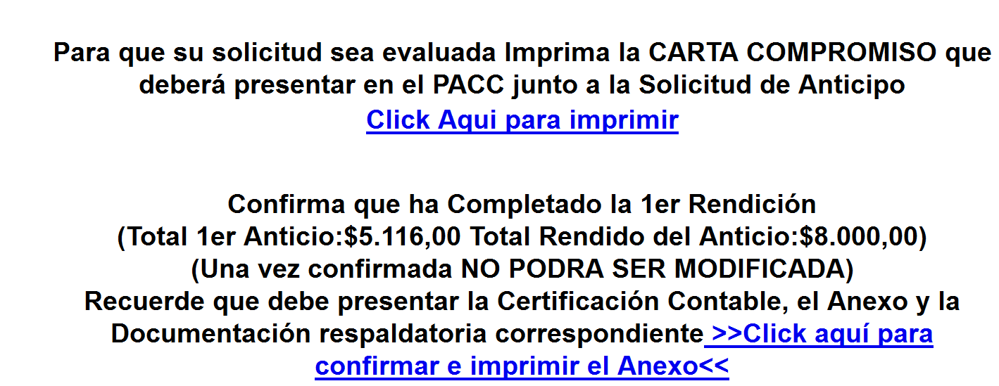 Para que su solicitud sea evaluada Imprima la CARTA COMPROMISO que
deberá presentar en el PACC junto a la Solicitud de Anticipo
Click Aqui para imprimir
Confirma que ha Completado la 1er Rendición
(Total 1er Anticio:$5.116,00 Total Rendido del Anticio:$8.000,00)
(Una vez confirmada NO PODRA SER MODIFICADA)
Recuerde que debe presentar la Certificación Contable, el Anexo y la
Documentación respaldatoria correspondiente >>Click aquí para
confirmar e imprimir el Anexo<<